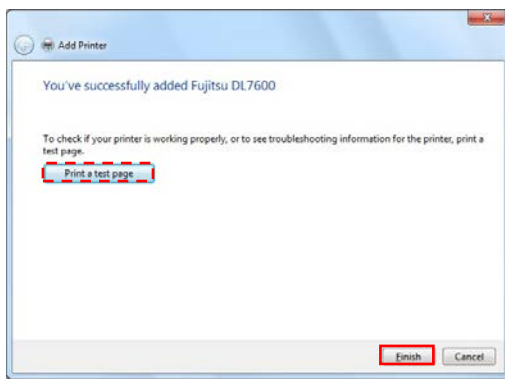 Add Printer
You've successfully added Fujitsu DL7600
To check if your printer is working properly, or to see troubleshooting information for the printer, print a
test page.
Print a test page
Finish Cancel